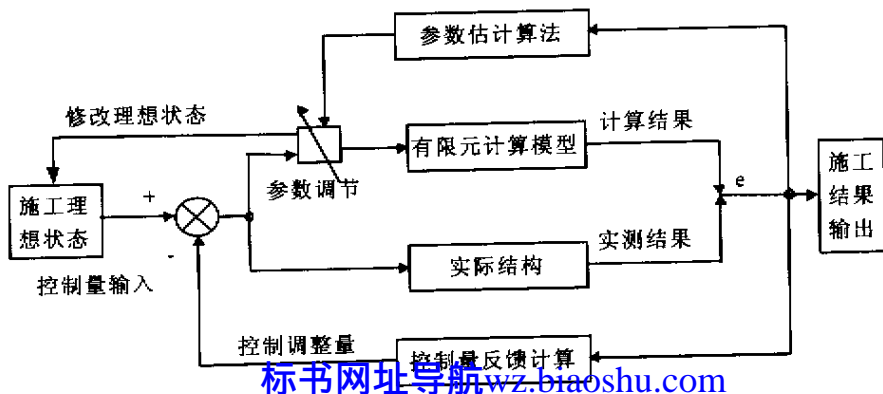 参数估计算法
修改理想状态
计算结果
有限元计算模型
施工
结果
输出
参数调节
e
+
施工理
想状态
-
实测结果
实际结构
控制量输入
控制调整量
控制量反馈计算
标书网址导航wz.biaoshu.com